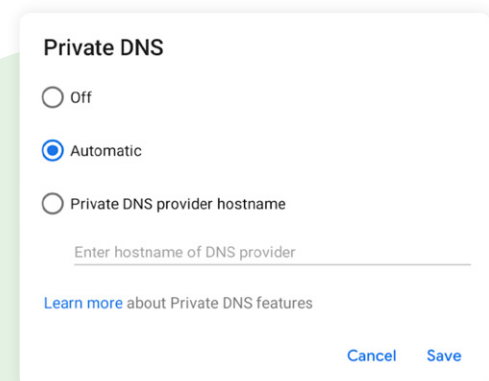 Private DNS
Off
Automatic
Private DNS provider hostname
Enter hostname of DNS provider
Learn more about Private DNS features
Cancel Save